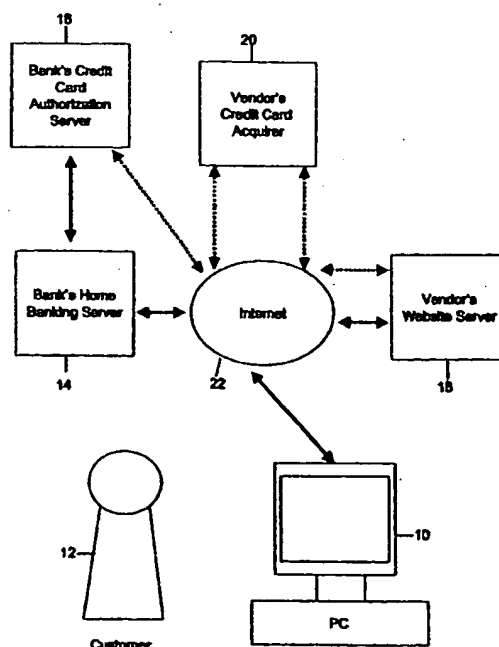 18
20
Bank's Credit
Card
Authorization
Server
Vendor's
Credit Card
Acquirer
Bank's Home
Banking Server
Internet
Vendor's
Website Server
14
22
18
12
10
PC
Customer